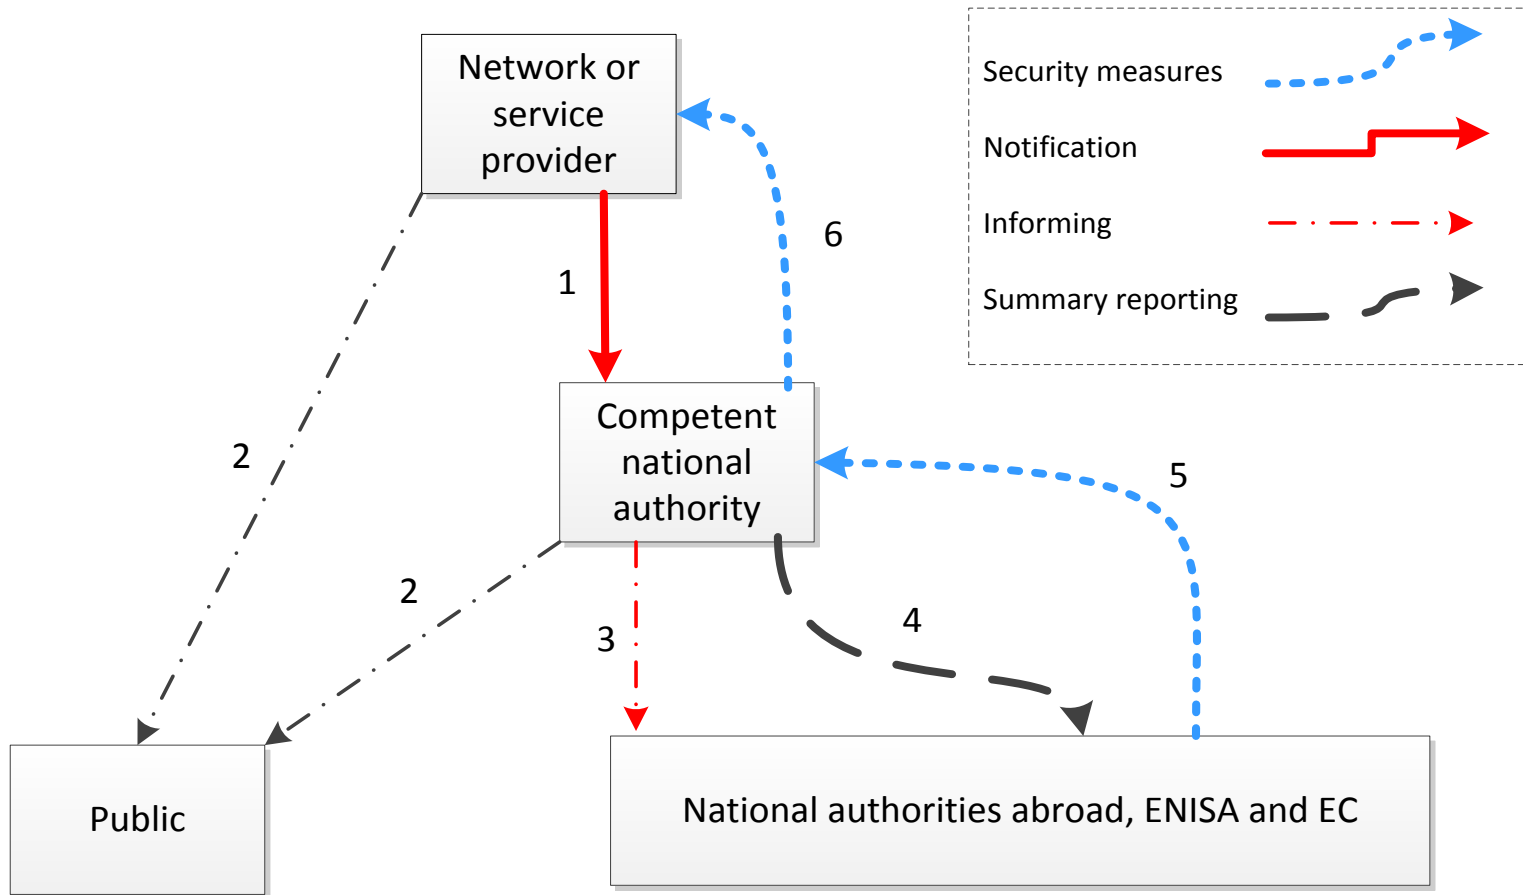 Network or
service
provider
Security measures
Notification
Informing
Summary reporting
6
1
Competent
national
authority
2
5
2
3
4
Public
National authorities abroad, ENISA and EC